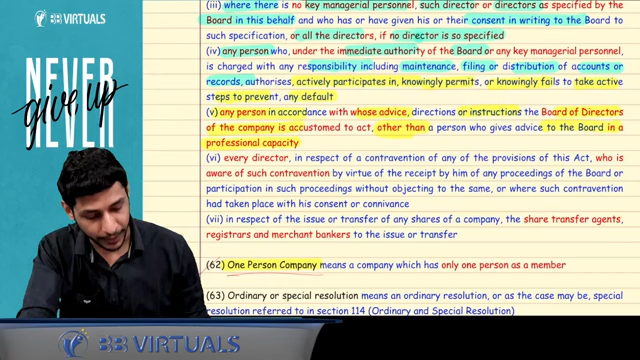 BB VIRTUALS
NEVER
give up
NEVER
(iii) where there is no key managerial personnel, such director or directors as specified by the
Board in this behalf and who has or have given his or their consent in writing to the Board to
such specification, or all the directors, if no director is so specified
(iv) any person who, under the immediate authority of the Board or any key managerial personnel,
is charged with any responsibility including maintenance, filing or distribution of accounts or
records, authorises, actively participates in, knowingly permits, or knowingly fails to take active
steps to prevent, any default
(v) any person in accordance with whose advice, directions or instructions the Board of Directors
of the company is accustomed to act, other than a person who gives advice to the Board in
a professional capacity
(vi) every director, in respect of a contravention of any of the provisions of this Act, who is
aware of such contravention by virtue of the receipt by him of any proceedings of the Board or
participation in such proceedings without objecting to the same, or where such contravention
had taken place with his consent or connivance
(vii) in respect of the issue or transfer of any shares of a company, the share transfer agents,
registrars and merchant bankers to the issue or transfer
(62) One Person Company means a company which has only one person as a member
(63) Ordinary or special resolution means an ordinary resolution, or as the case may be, special
resolution referred to in section 114 (Ordinary and Special Resolution)
BB VIRTUALS